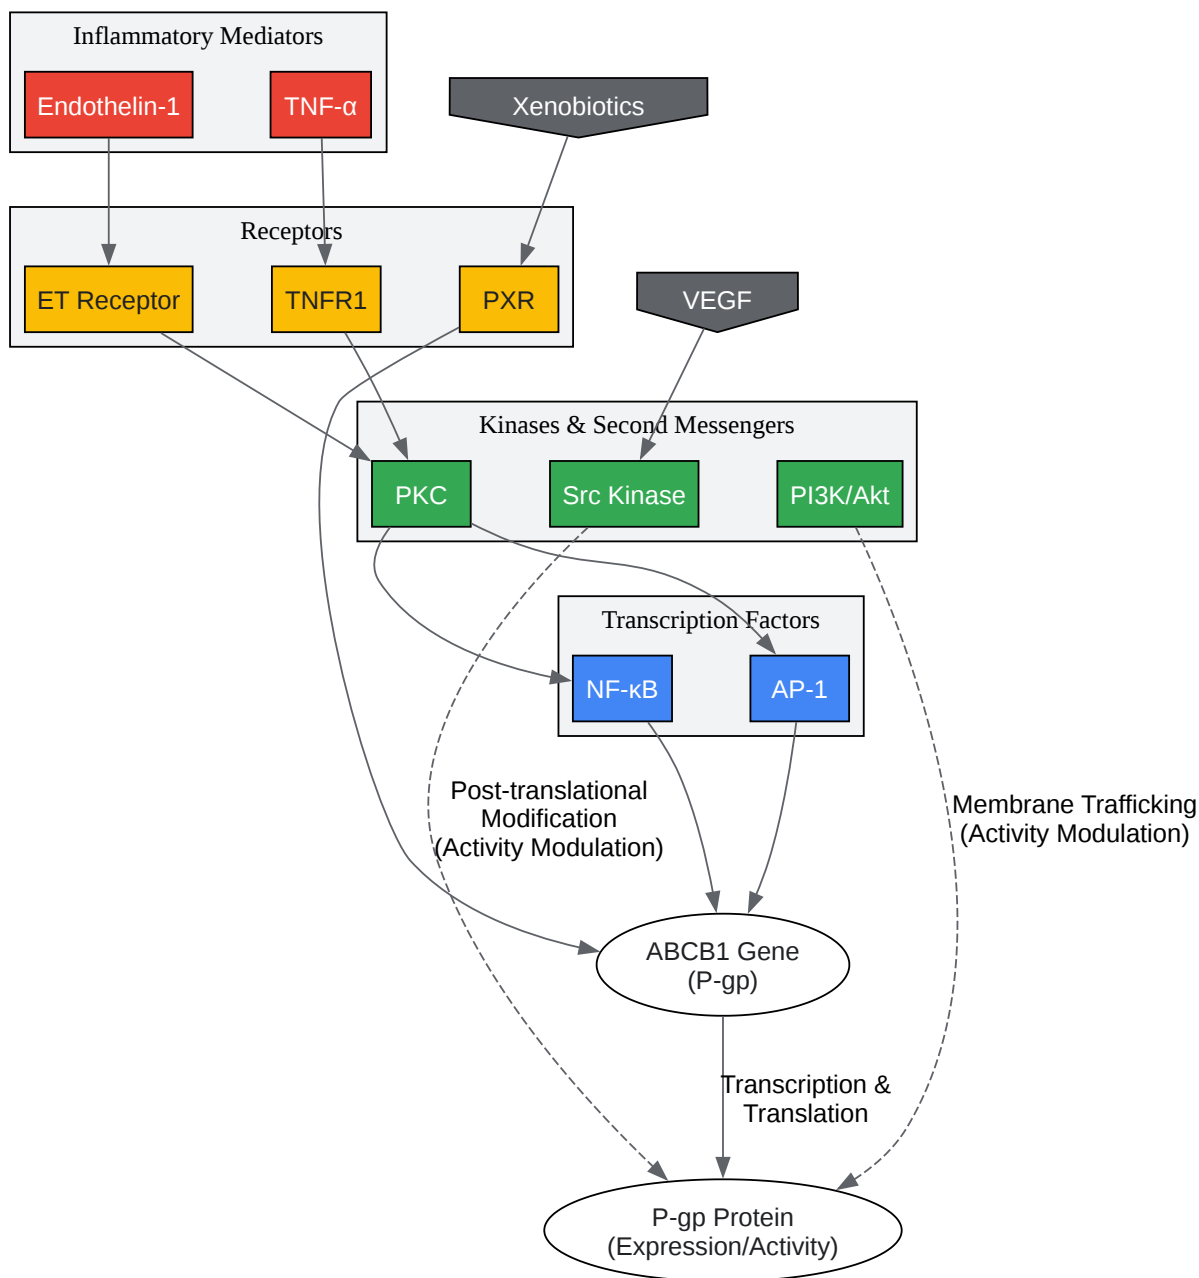 Inflammatory Mediators
Endothelin-1
TNF-α
Xenobiotics
Receptors
ET Receptor
TNFR1
PXR
VEGF
Kinases & Second Messengers
PKC
Src Kinase
PI3K/Akt
Transcription Factors
NF-κB
AP-1
Post-translational
Modification
(Activity Modulation)
Membrane Trafficking
(Activity Modulation)
ABCB1 Gene
(P-gp)
Transcription &
Translation
P-gp Protein
(Expression/Activity)